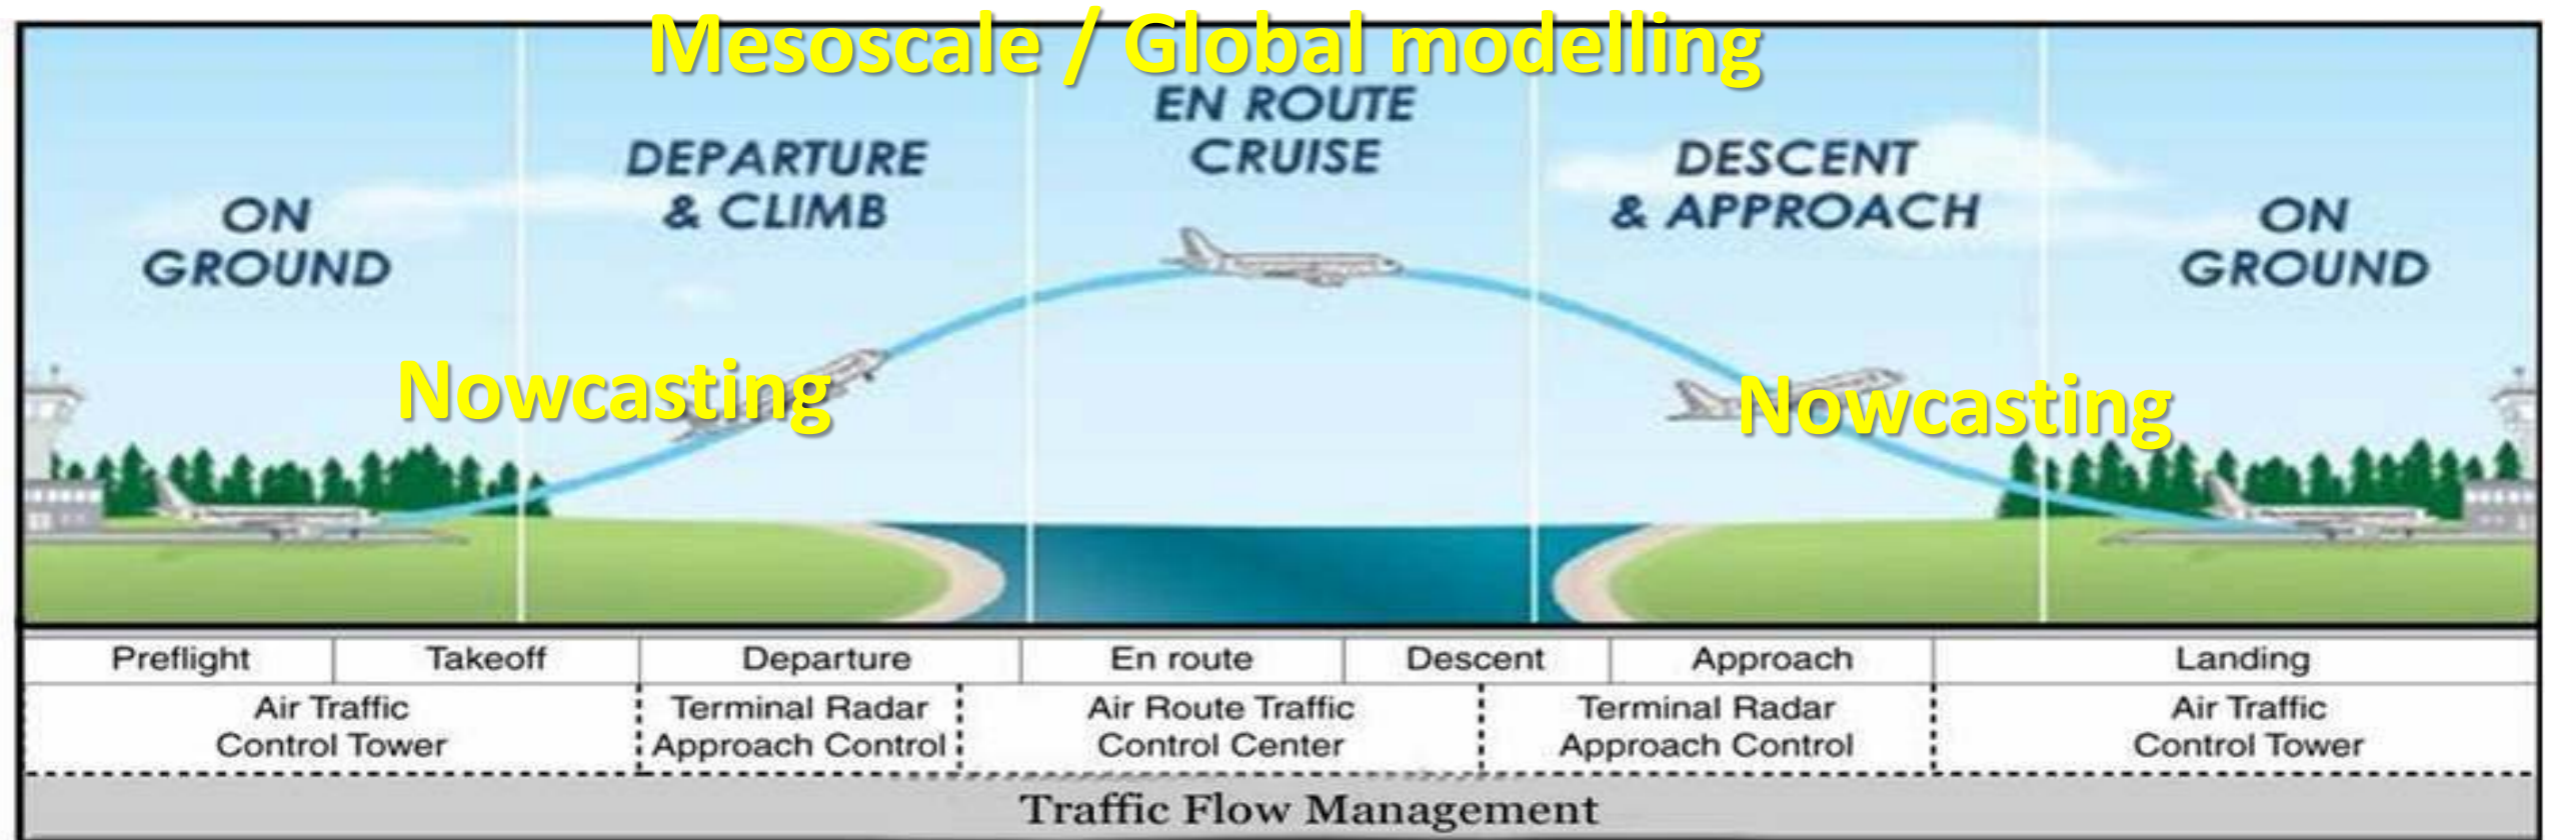 Mesoscale / Global modelling
ON
GROUND
DEPARTURE
& CLIMB
EN ROUTE
CRUISE
DESCENT
& APPROACH
ON
GROUND
Nowcasting
Nowcasting
Preflight
Takeoff
Departure
En route
Descent
Approach
Landing
Air Traffic
Control Tower
Terminal Radar
Approach Control
Air Route Traffic
Control Center
Terminal Radar
Approach Control
Air Traffic
Control Tower
Traffic Flow Management